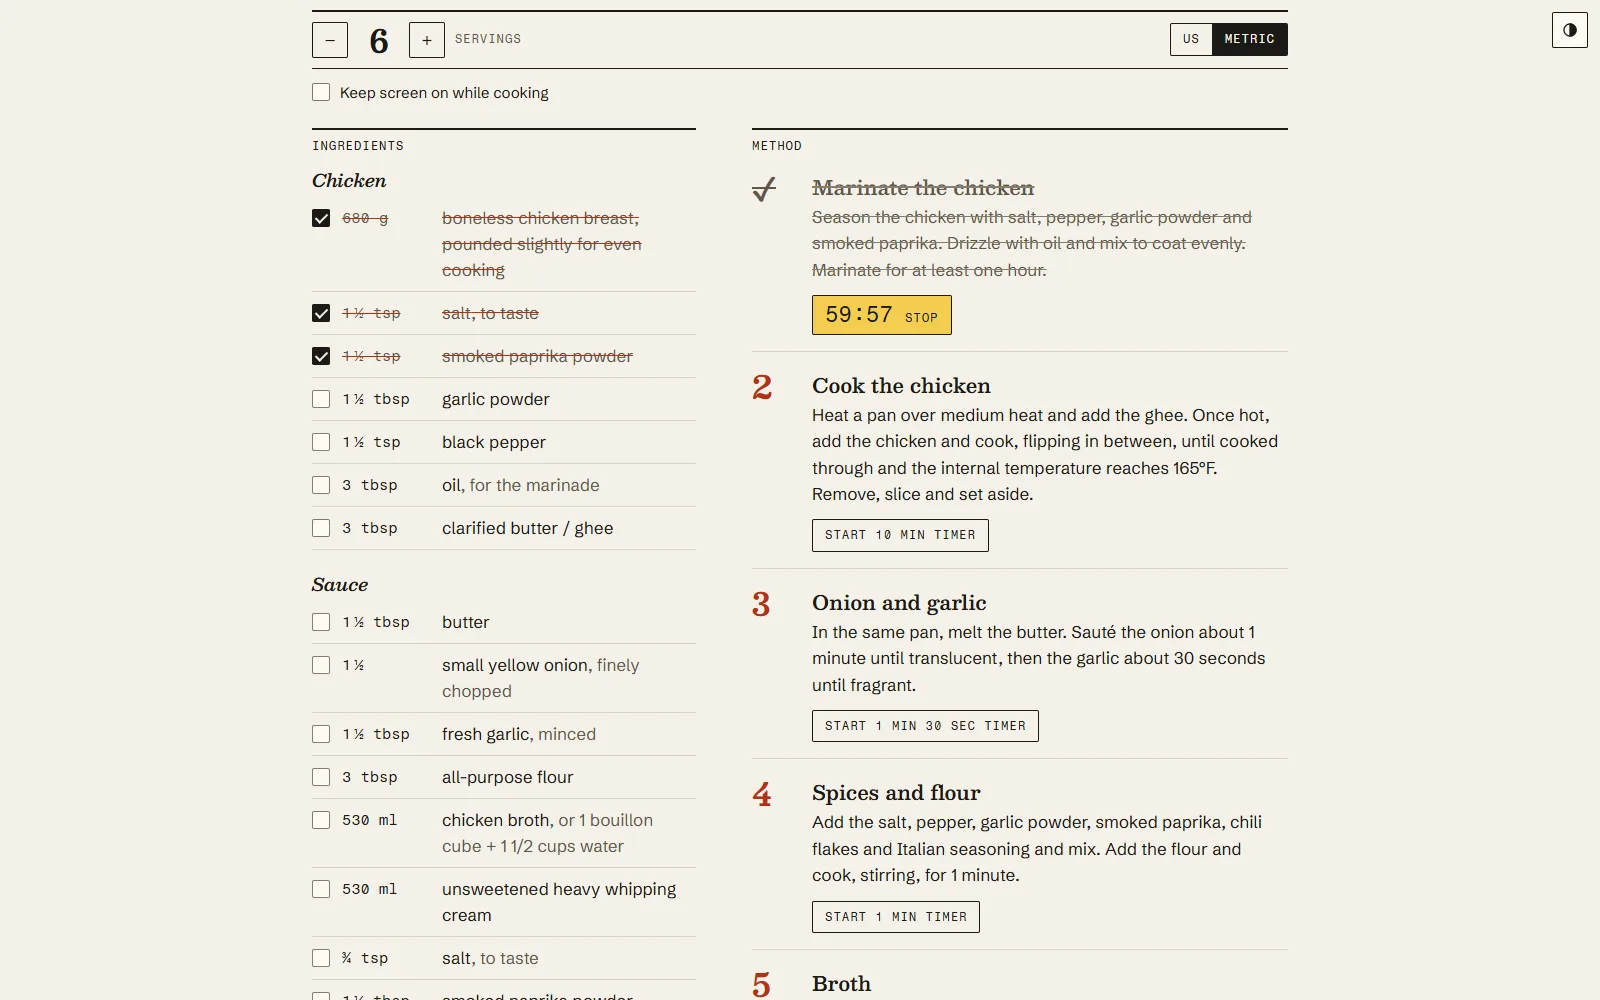 − 6 + SERVINGS
US METRIC
Keep screen on while cooking
INGREDIENTS
Chicken
680 g boneless chicken breast,
pounded slightly for even
cooking
1½ tsp salt, to taste
1½ tsp smoked paprika powder
1½ tbsp garlic powder
1½ tsp black pepper
3 tbsp oil, for the marinade
3 tbsp clarified butter / ghee
Sauce
1½ tbsp butter
1½ small yellow onion, finely
chopped
1½ tbsp fresh garlic, minced
3 tbsp all-purpose flour
530 ml chicken broth, or 1 bouillon
cube + 1 1/2 cups water
530 ml unsweetened heavy whipping
cream
¾ tsp salt, to taste
1½ tbsp smoked paprika powder
METHOD
✓ Marinate the chicken
Season the chicken with salt, pepper, garlic powder and
smoked paprika. Drizzle with oil and mix to coat evenly.
Marinate for at least one hour.
59:57 STOP
2 Cook the chicken
Heat a pan over medium heat and add the ghee. Once hot,
add the chicken and cook, flipping in between, until cooked
through and the internal temperature reaches 165°F.
Remove, slice and set aside.
START 10 MIN TIMER
3 Onion and garlic
In the same pan, melt the butter. Sauté the onion about 1
minute until translucent, then the garlic about 30 seconds
until fragrant.
START 1 MIN 30 SEC TIMER
4 Spices and flour
Add the salt, pepper, garlic powder, smoked paprika, chili
flakes and Italian seasoning and mix. Add the flour and
cook, stirring, for 1 minute.
START 1 MIN TIMER
5 Broth